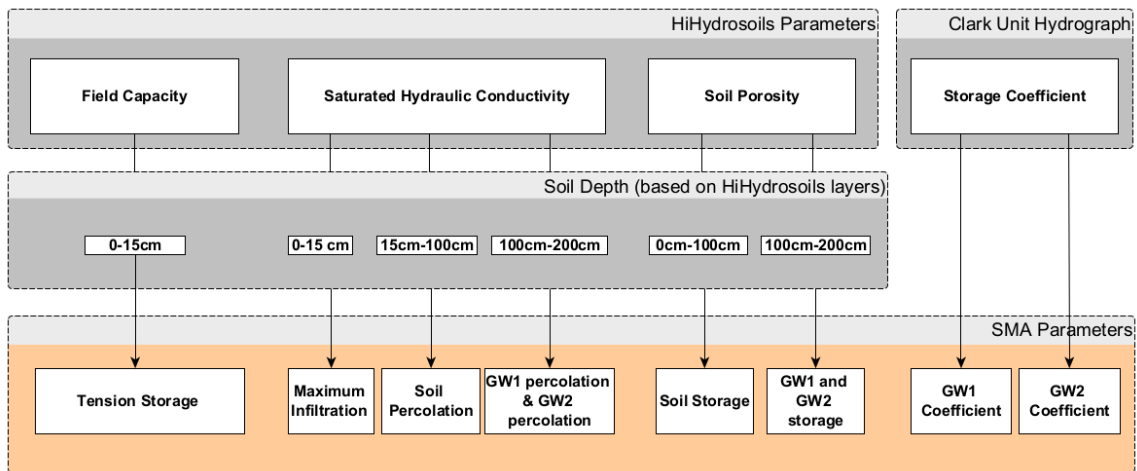 HiHydrosoils Parameters
Clark Unit Hydrograph
Field Capacity
Saturated Hydraulic Conductivity
Soil Porosity
Storage Coefficient
Soil Depth (based on HiHydrosoils layers)
0-15cm
0-15 cm
15cm-100cm
100cm-200cm
0cm-100cm
100cm-200cm
SMA Parameters
Tension Storage
Maximum
Infiltration
Soil
Percolation
GW1 percolation
& GW2
percolation
Soil Storage
GW1 and
GW2
storage
GW1
Coefficient
GW2
Coefficient